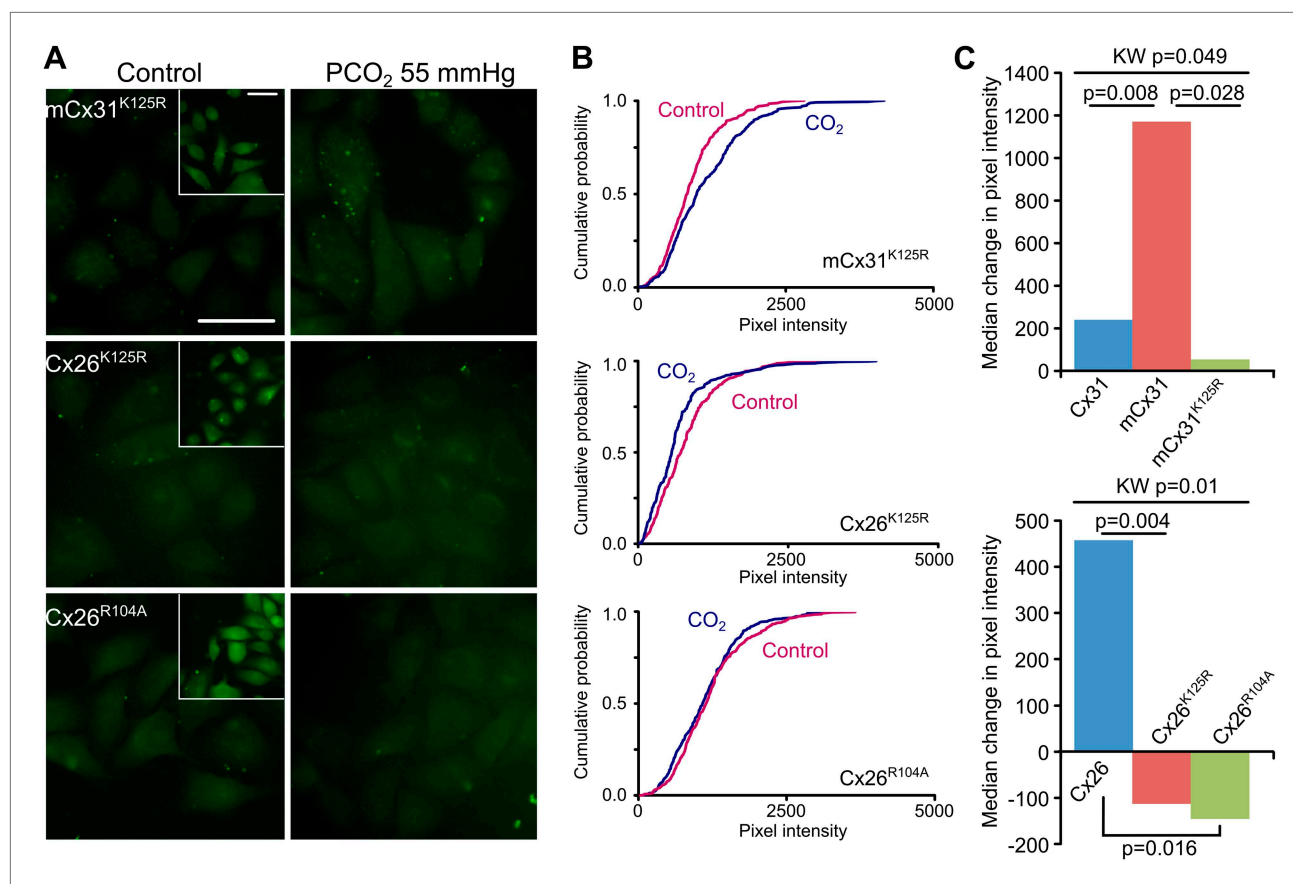 A
Control
PCO₂ 55 mmHg
mCx31ᴷ¹²⁵ᴿ
Cx26ᴷ¹²⁵ᴿ
Cx26ᴿ¹⁰⁴ᴬ
B
1.0
Control
CO₂
Cumulative probability
0.5
mCx31ᴷ¹²⁵ᴿ
0.0
0
2500
5000
Pixel intensity
1.0
CO₂
Control
Cumulative probability
0.5
Cx26ᴷ¹²⁵ᴿ
0.0
0
2500
5000
Pixel intensity
1.0
CO₂
Control
Cumulative probability
0.5
Cx26ᴿ¹⁰⁴ᴬ
0.0
0
2500
5000
Pixel intensity
C
KW p=0.049
p=0.008
p=0.028
Median change in pixel intensity
1400
1200
1000
800
600
400
200
0
Cx31
mCx31
mCx31ᴷ¹²⁵ᴿ
KW p=0.01
p=0.004
Median change in pixel intensity
500
400
300
200
100
0
-100
-200
Cx26
Cx26ᴷ¹²⁵ᴿ
Cx26ᴿ¹⁰⁴ᴬ
p=0.016